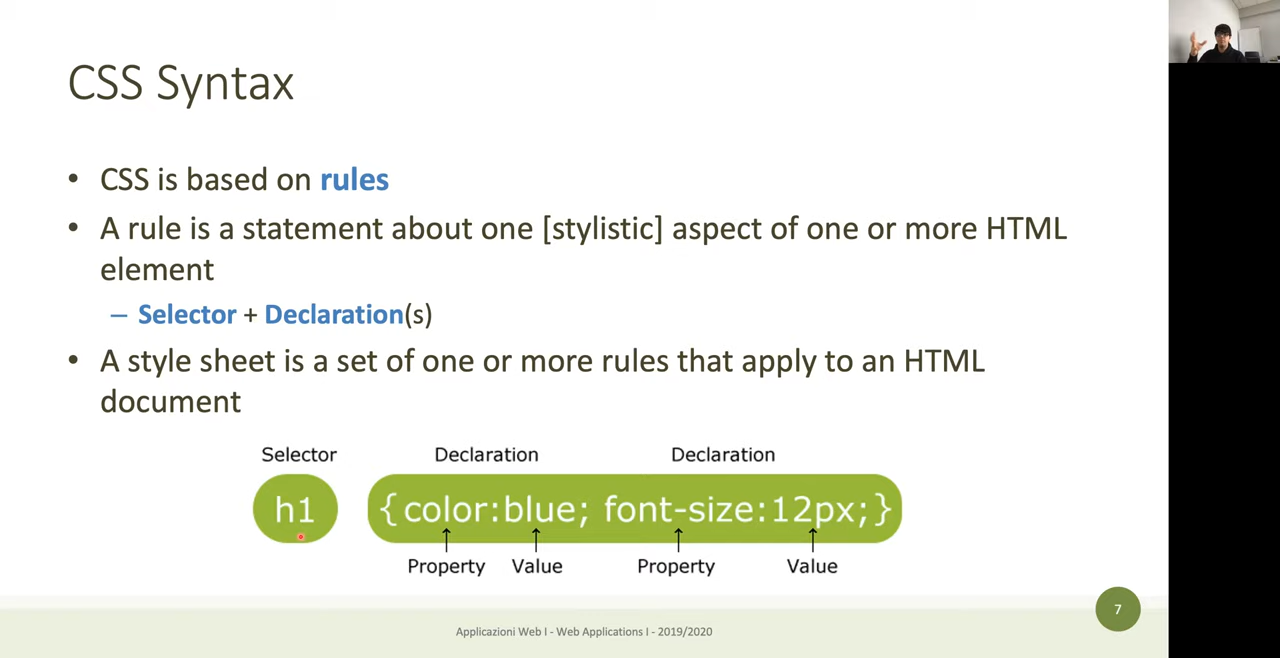 CSS Syntax
• CSS is based on rules
• A rule is a statement about one [stylistic] aspect of one or more HTML
element
– Selector + Declaration(s)
• A style sheet is a set of one or more rules that apply to an HTML
document
Selector Declaration Declaration
h1 {color:blue; font-size:12px;}
Property Value Property Value
7
Applicazioni Web I - Web Applications I - 2019/2020